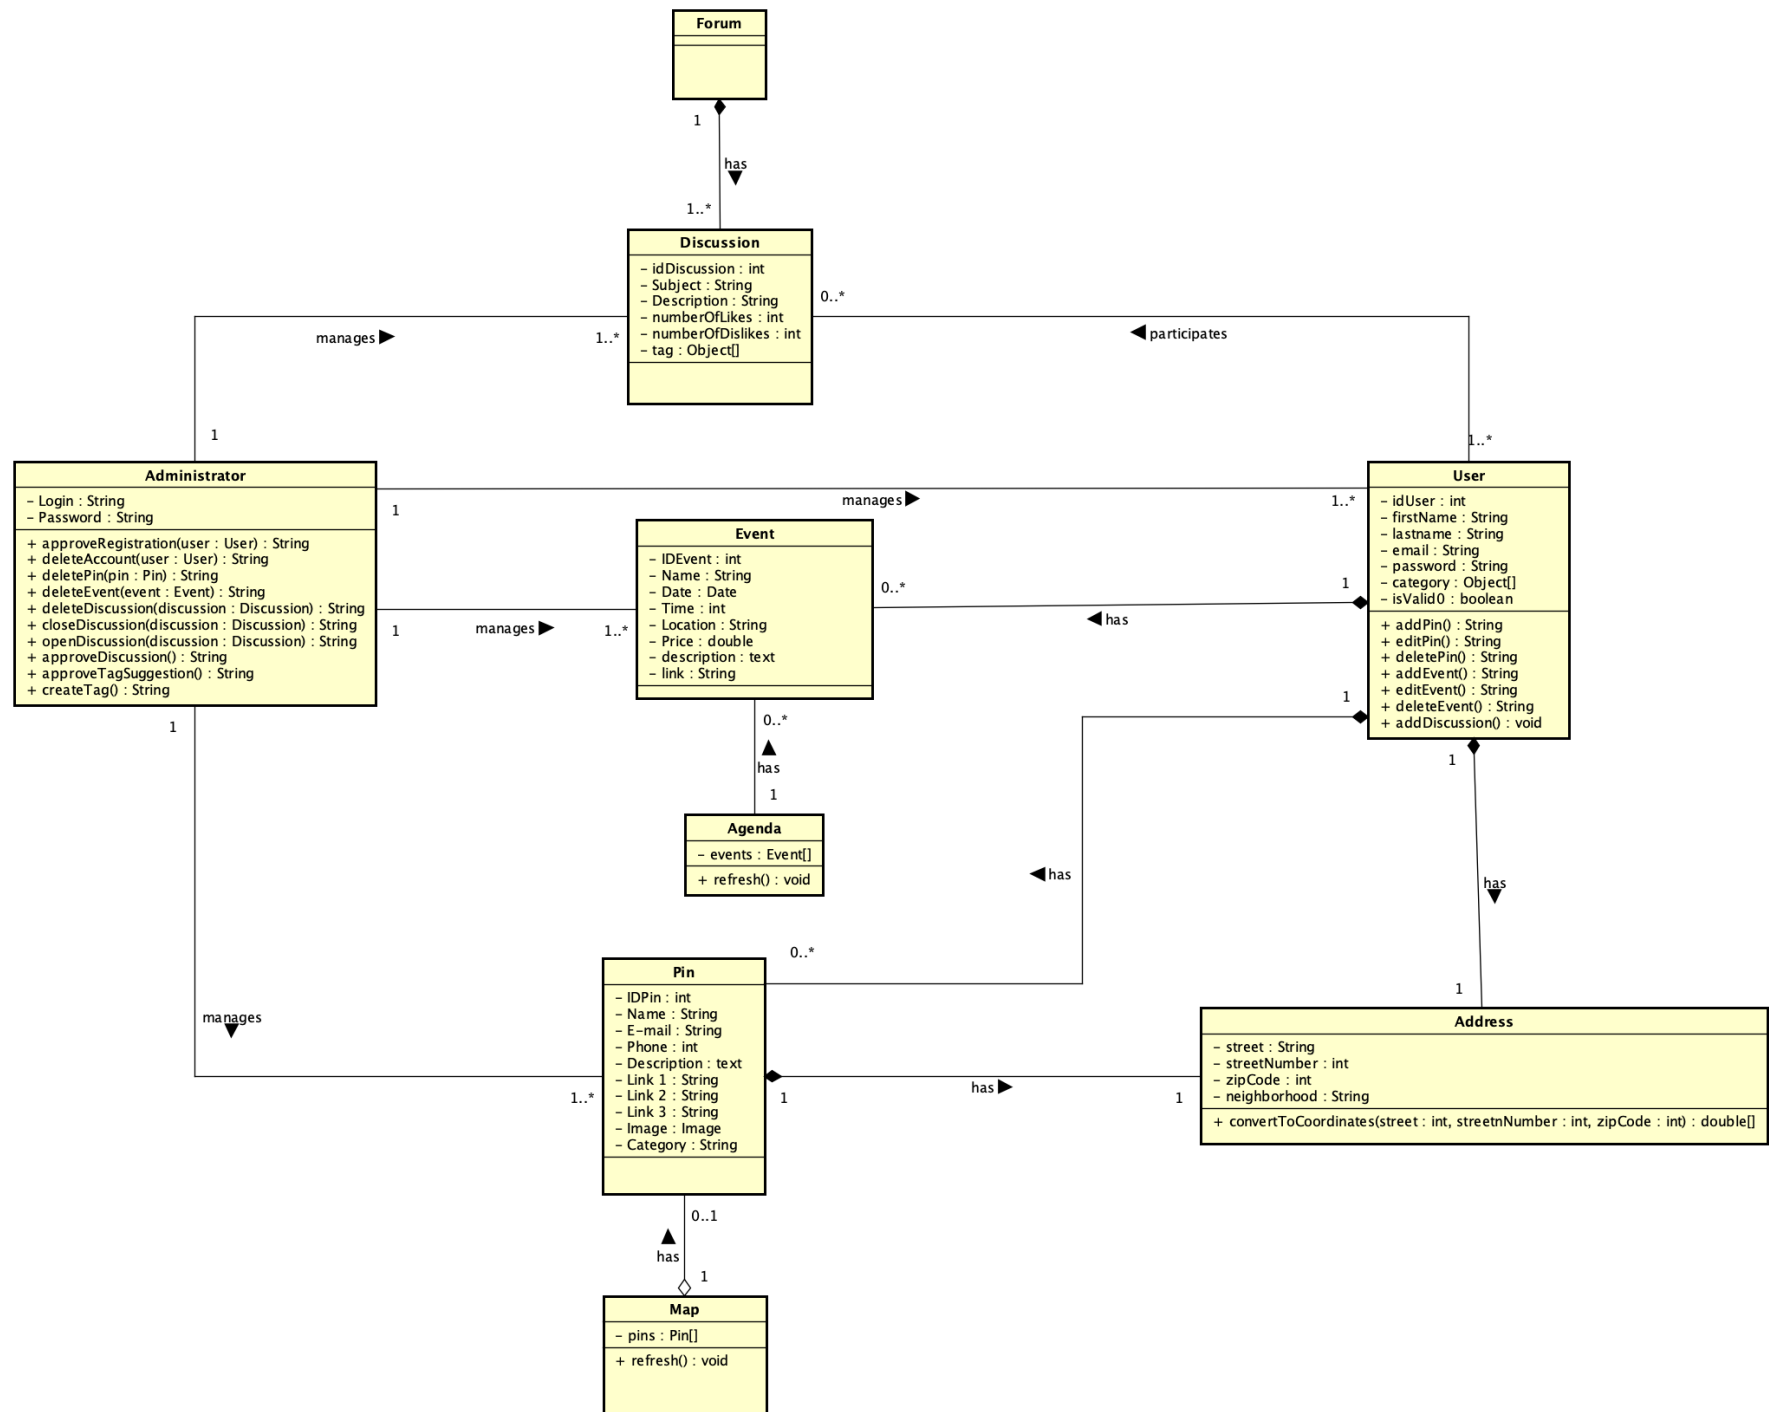 Forum
1
has
1..*
Discussion
– idDiscussion : int
– Subject : String
– Description : String
– numberOfLikes : int
– numberOfDislikes : int
– tag : Object[]
0..*
participates
1..*
manages
1..*
1
Administrator
– Login : String
– Password : String
+ approveRegistration(user : User) : String
+ deleteAccount(user : User) : String
+ deletePin(pin : Pin) : String
+ deleteEvent(event : Event) : String
+ deleteDiscussion(discussion : Discussion) : String
+ closeDiscussion(discussion : Discussion) : String
+ openDiscussion(discussion : Discussion) : String
+ approveDiscussion() : String
+ approveTagSuggestion() : String
+ createTag() : String
1
manages
1..*
User
– idUser : int
– firstName : String
– lastname : String
– email : String
– password : String
– category : Object[]
– isValid0 : boolean
+ addPin() : String
+ editPin() : String
+ deletePin() : String
+ addEvent() : String
+ editEvent() : String
+ deleteEvent() : String
+ addDiscussion() : void
Event
– IDEvent : int
– Name : String
– Date : Date
– Time : int
– Location : String
– Price : double
– description : text
– link : String
1
manages
1..*
0..*
has
1
0..*
has
1
Agenda
– events : Event[]
+ refresh() : void
1
has
0..*
1
has
1
1
manages
1..*
Pin
– IDPin : int
– Name : String
– E-mail : String
– Phone : int
– Description : text
– Link 1 : String
– Link 2 : String
– Link 3 : String
– Image : Image
– Category : String
1
has
1
Address
– street : String
– streetNumber : int
– zipCode : int
– neighborhood : String
+ convertToCoordinates(street : int, streetnNumber : int, zipCode : int) : double[]
0..1
has
1
Map
– pins : Pin[]
+ refresh() : void